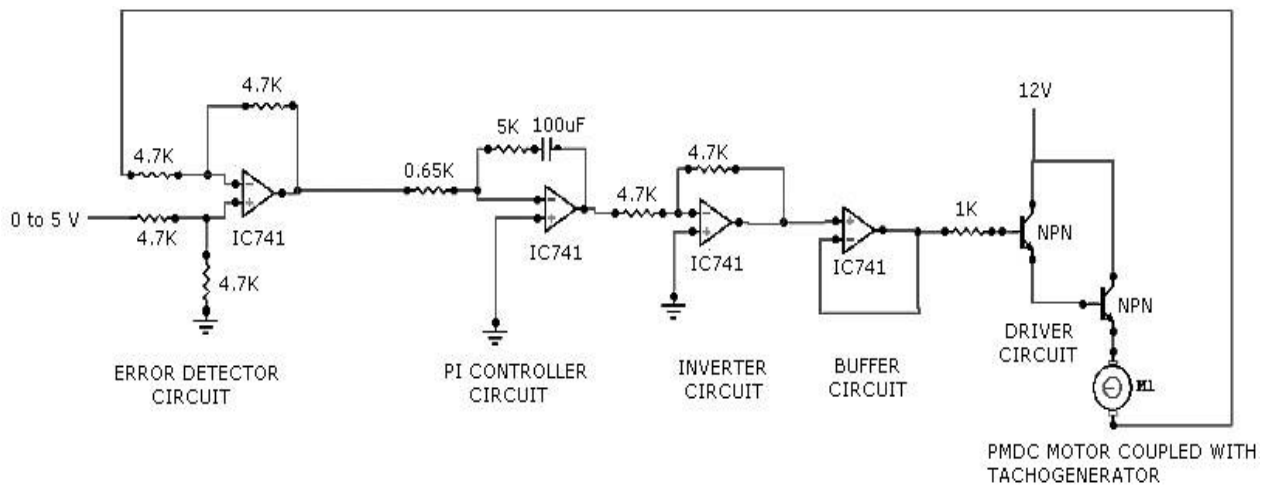 4.7K
4.7K
0 to 5 V
4.7K
4.7K
-
+
IC741
ERROR DETECTOR
CIRCUIT
0.65K
5K
100uF
-
+
IC741
PI CONTROLLER
CIRCUIT
4.7K
4.7K
-
+
IC741
INVERTER
CIRCUIT
+
-
IC741
BUFFER
CIRCUIT
1K
12V
NPN
NPN
DRIVER
CIRCUIT
M1
PMDC MOTOR COUPLED WITH
TACHOGENERATOR